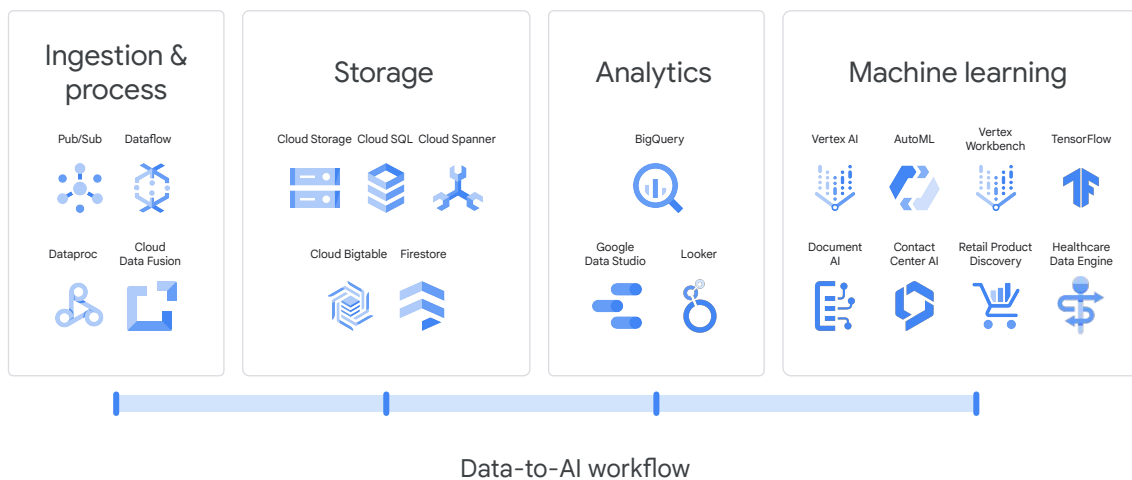 Ingestion &
process
Pub/Sub
Dataflow
Dataproc
Cloud
Data Fusion
Storage
Cloud Storage
Cloud SQL
Cloud Spanner
Cloud Bigtable
Firestore
Analytics
BigQuery
Google
Data Studio
Looker
Machine learning
Vertex AI
AutoML
Vertex
Workbench
TensorFlow
Document
AI
Contact
Center AI
Retail Product
Discovery
Healthcare
Data Engine
Data-to-AI workflow